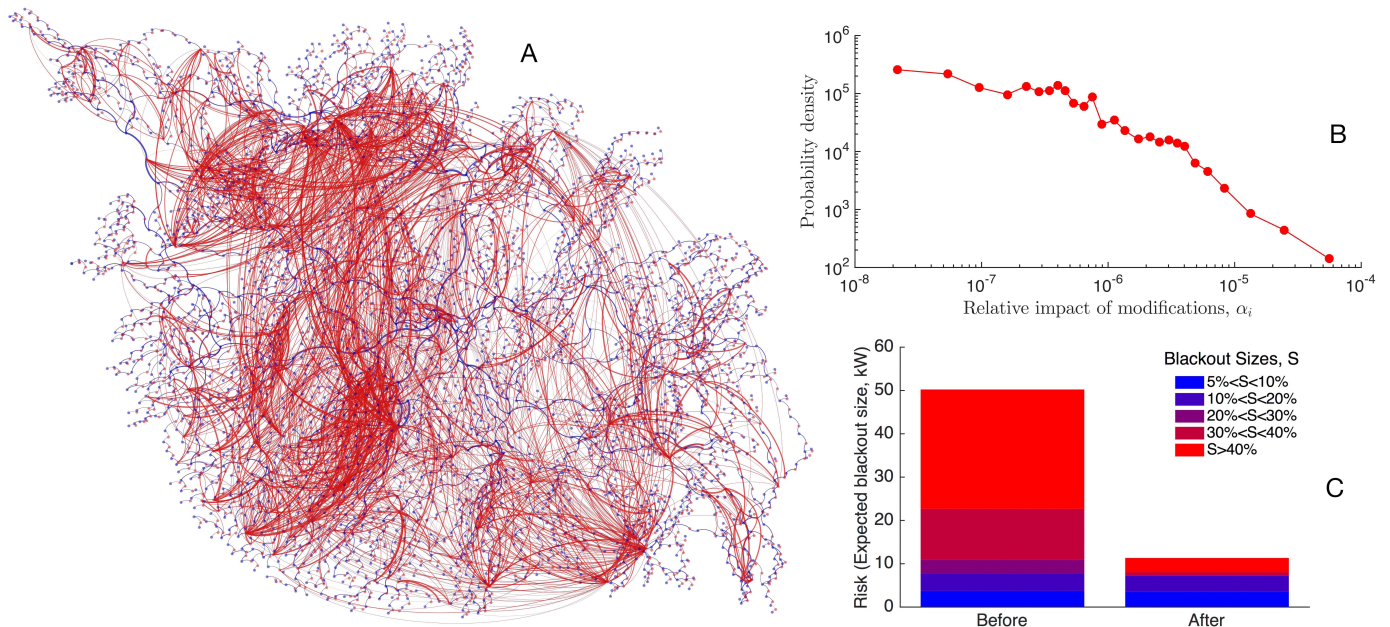 A
10^6
10^5
10^4
10^3
10^2
Probability density
B
10^-8
10^-7
10^-6
10^-5
10^-4
Relative impact of modifications, α_i
60
50
40
30
20
10
0
Risk (Expected blackout size, kW)
Blackout Sizes, S
5%<S<10%
10%<S<20%
20%<S<30%
30%<S<40%
S>40%
C
Before
After